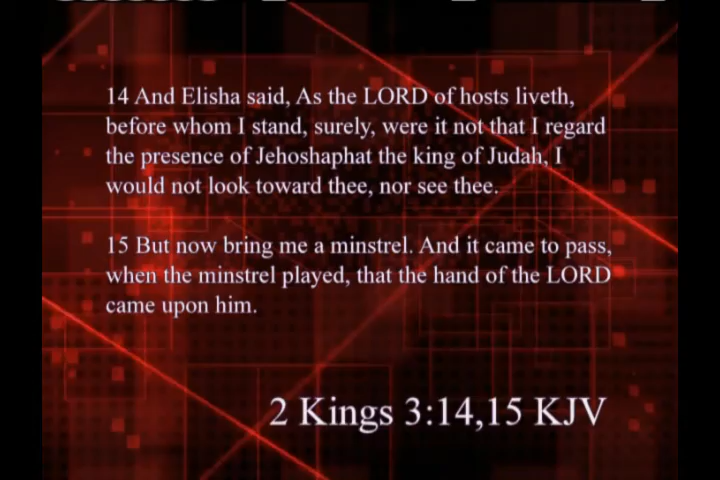 14 And Elisha said, As the LORD of hosts liveth,
before whom I stand, surely, were it not that I regard
the presence of Jehoshaphat the king of Judah, I
would not look toward thee, nor see thee.
15 But now bring me a minstrel. And it came to pass,
when the minstrel played, that the hand of the LORD
came upon him.
2 Kings 3:14,15 KJV